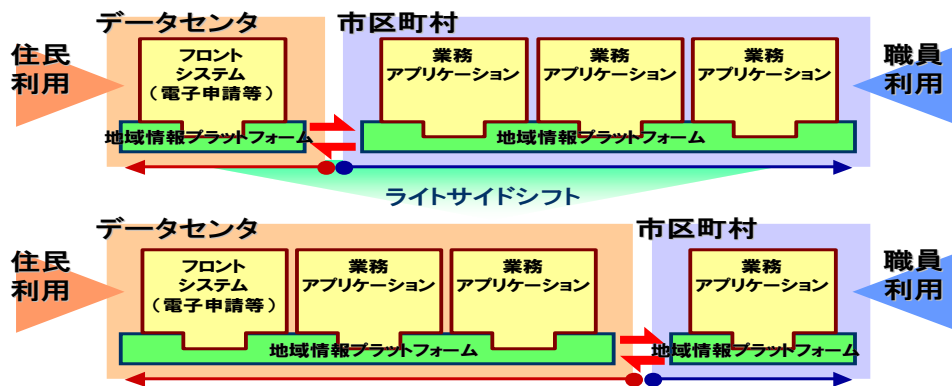 データセンタ
市区町村
住民
利用
フロント
システム
（電子申請等）
業務
アプリケーション
業務
アプリケーション
業務
アプリケーション
職員
利用
地域情報プラットフォーム
地域情報プラットフォーム
ライトサイドシフト
データセンタ
市区町村
住民
利用
フロント
システム
（電子申請等）
業務
アプリケーション
業務
アプリケーション
業務
アプリケーション
職員
利用
地域情報プラットフォーム
地域情報プラットフォーム